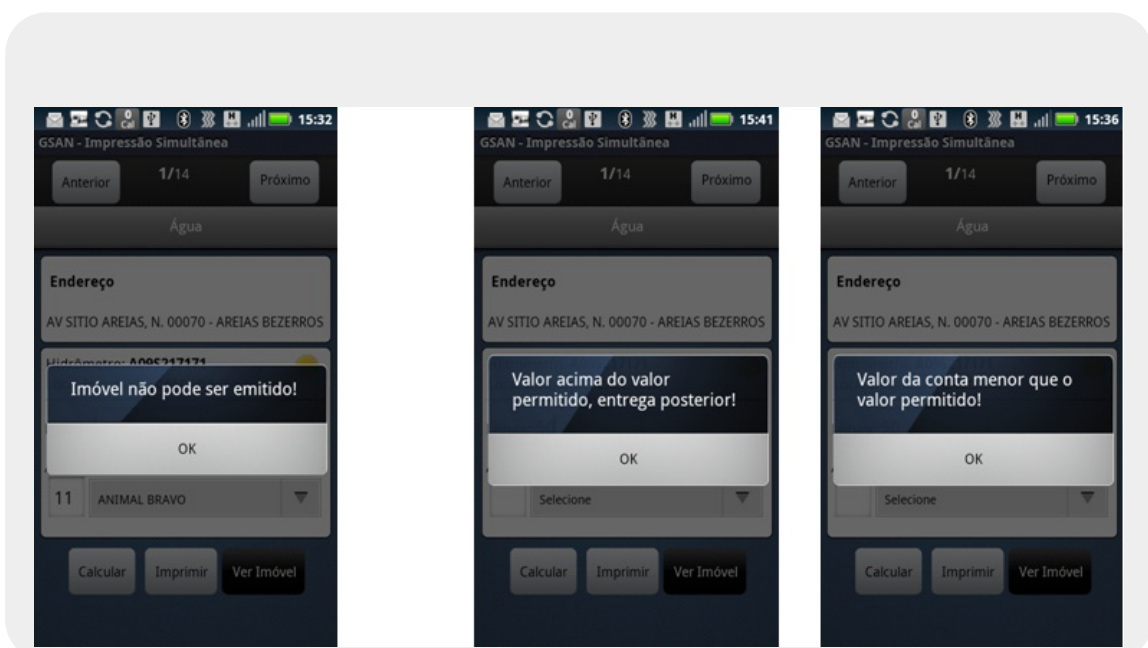 15:32
GSAN - Impressão Simultânea
Anterior
1/14
Próximo
Água
Endereço
AV SITIO AREIAS, N. 00070 - AREIAS BEZERROS
Hidrômetro: A09S217171
Imóvel não pode ser emitido!
OK
11 ANIMAL BRAVO
Calcular
Imprimir
Ver Imóvel
15:41
GSAN - Impressão Simultânea
Anterior
1/14
Próximo
Água
Endereço
AV SITIO AREIAS, N. 00070 - AREIAS BEZERROS
Valor acima do valor
permitido, entrega posterior!
OK
Selecione
Calcular
Imprimir
Ver Imóvel
15:36
GSAN - Impressão Simultânea
Anterior
1/14
Próximo
Água
Endereço
AV SITIO AREIAS, N. 00070 - AREIAS BEZERROS
Valor da conta menor que o
valor permitido!
OK
Selecione
Calcular
Imprimir
Ver Imóvel